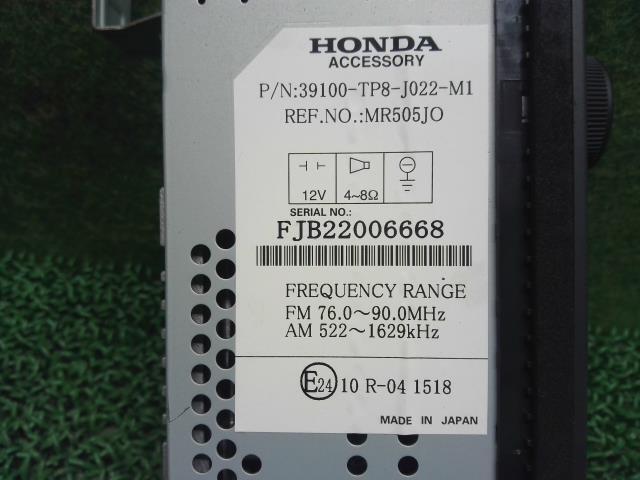 HONDA
ACCESSORY
P/N:39100-TP8-J022-M1
REF.NO.:MR505JO
12V 4~8Ω
SERIAL NO.:
FJB22006668
FREQUENCY RANGE
FM 76.0~90.0MHz
AM 522~1629kHz
E24 10 R-04 1518
MADE IN JAPAN